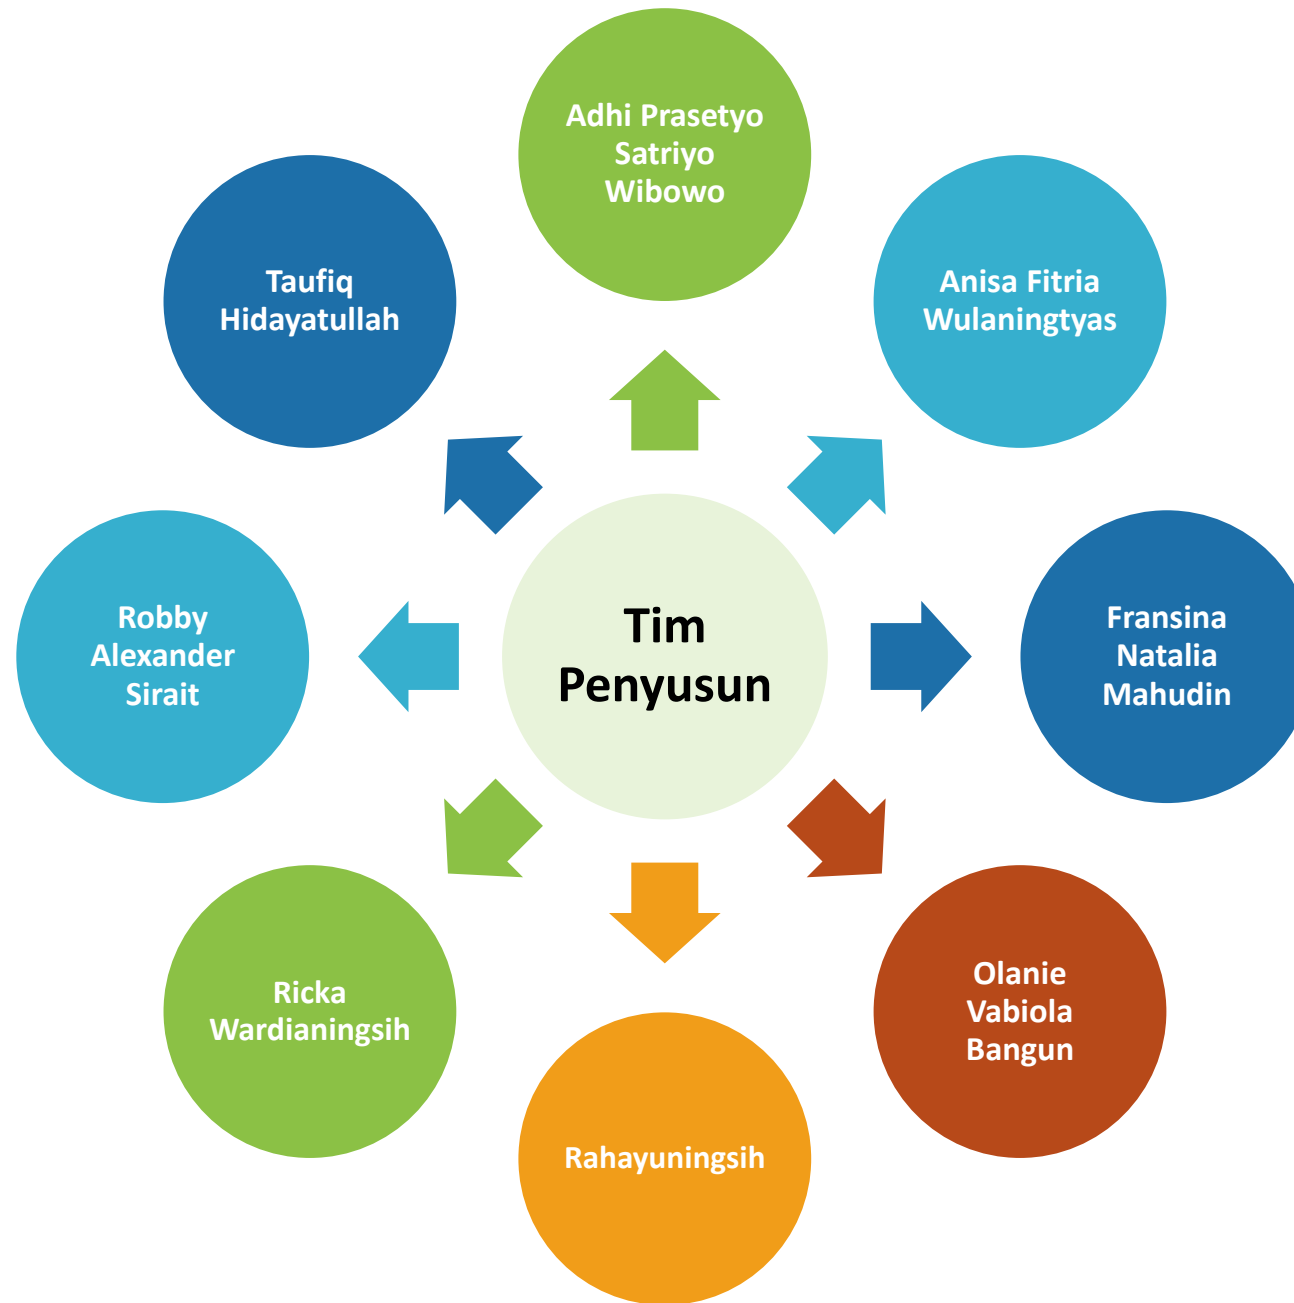 Adhi Prasetyo
Satriyo
Wibowo
Anisa Fitria
Wulaningtyas
Fransina
Natalia
Mahudin
Olanie
Vabiola
Bangun
Rahayuningsih
Ricka
Wardianingsih
Robby
Alexander
Sirait
Taufiq
Hidayatullah
Tim
Penyusun